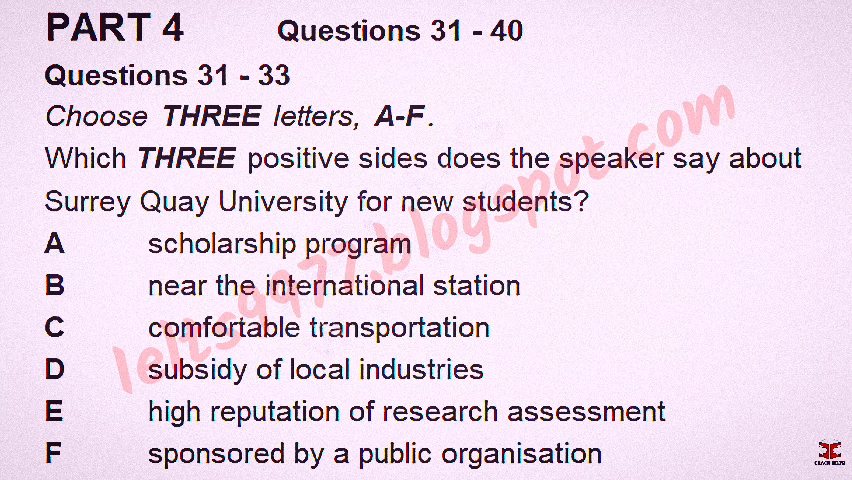 PART 4 Questions 31 - 40
Questions 31 - 33
Choose THREE letters, A-F.
Which THREE positive sides does the speaker say about
Surrey Quay University for new students?
A scholarship program
B near the international station
C comfortable transportation
D subsidy of local industries
E high reputation of research assessment
F sponsored by a public organisation
Ielts9977.blogspot.com
CRACK IELTS